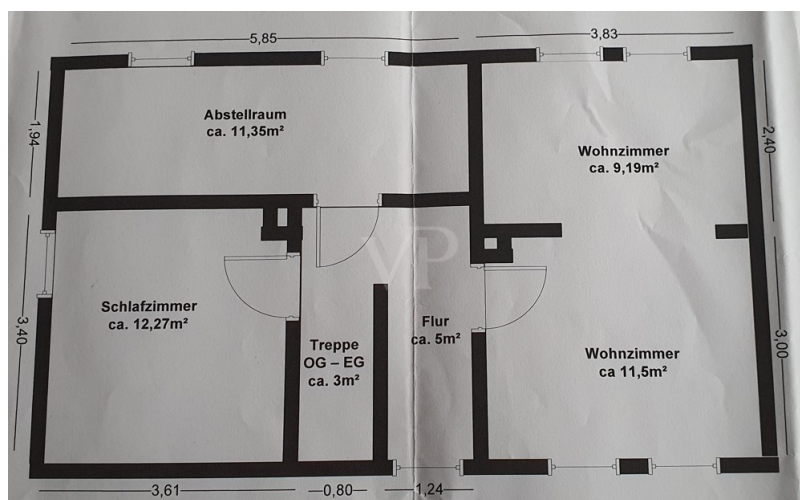 5,85
3,83
Abstellraum
ca. 11,35m²
1,94
Wohnzimmer
ca. 9,19m²
2,40
VP
Schlafzimmer
ca. 12,27m²
3,40
Treppe
OG – EG
ca. 3m²
Flur
ca. 5m²
Wohnzimmer
ca 11,5m²
3,00
3,61
0,80
1,24